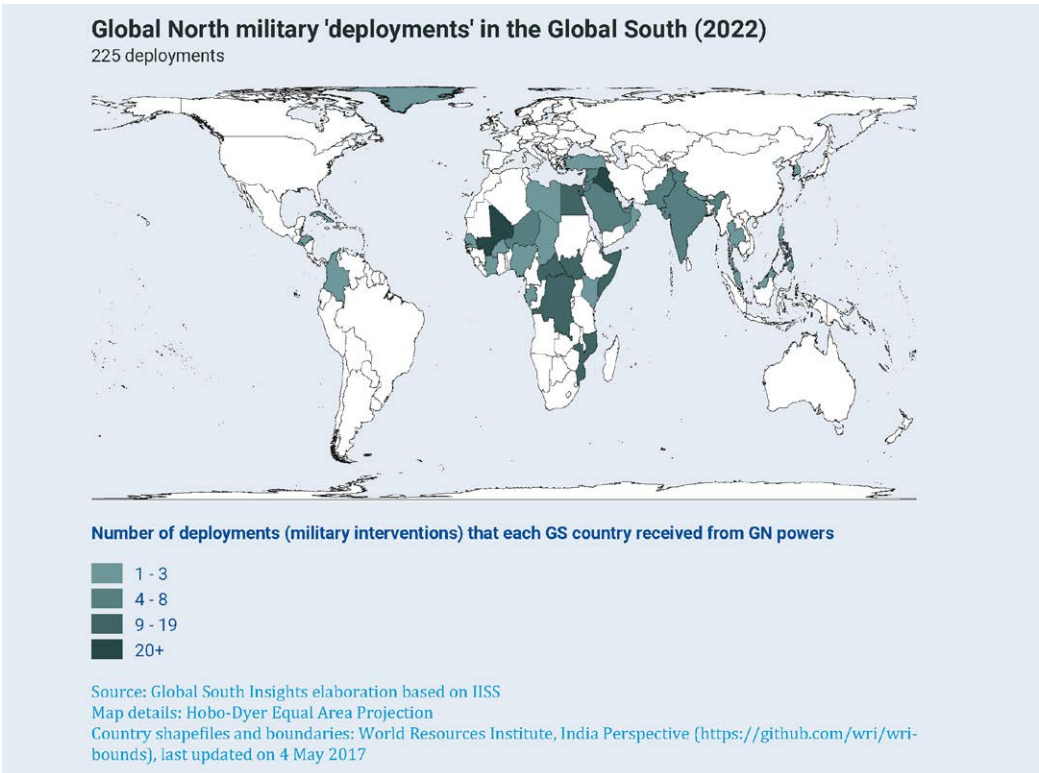 Global North military 'deployments' in the Global South (2022)
225 deployments
Number of deployments (military interventions) that each GS country received from GN powers
1 - 3
4 - 8
9 - 19
20+
Source: Global South Insights elaboration based on IISS
Map details: Hobo-Dyer Equal Area Projection
Country shapefiles and boundaries: World Resources Institute, India Perspective (https://github.com/wri/wri-
bounds), last updated on 4 May 2017